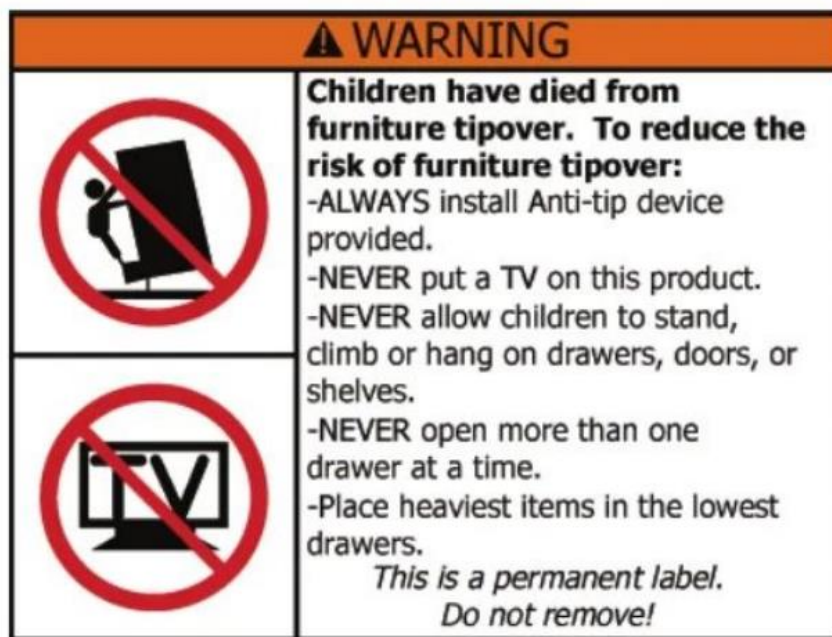 WARNING
Children have died from
furniture tipover. To reduce the
risk of furniture tipover:
-ALWAYS install Anti-tip device
provided.
-NEVER put a TV on this product.
-NEVER allow children to stand,
climb or hang on drawers, doors, or
shelves.
-NEVER open more than one
drawer at a time.
-Place heaviest items in the lowest
drawers.
This is a permanent label.
Do not remove!
TV